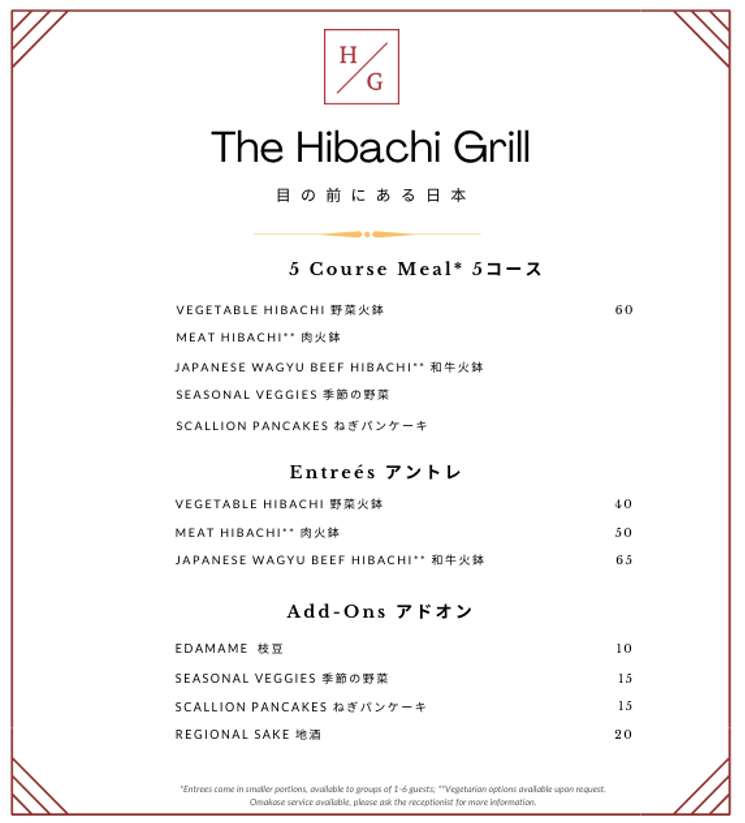 H
G
The Hibachi Grill
目の前にある日本
5 Course Meal* 5コース
VEGETABLE HIBACHI 野菜火鉢 60
MEAT HIBACHI** 肉火鉢
JAPANESE WAGYU BEEF HIBACHI** 和牛火鉢
SEASONAL VEGGIES 季節の野菜
SCALLION PANCAKES ねぎパンケーキ
Entreés アントレ
VEGETABLE HIBACHI 野菜火鉢 40
MEAT HIBACHI** 肉火鉢 50
JAPANESE WAGYU BEEF HIBACHI** 和牛火鉢 65
Add-Ons アドオン
EDAMAME 枝豆 10
SEASONAL VEGGIES 季節の野菜 15
SCALLION PANCAKES ねぎパンケーキ 15
REGIONAL SAKE 地酒 20
*Entrees come in smaller portions, available to groups of 1-6 guests; **Vegetarian options available upon request.
Omakase service available, please ask the receptionist for more information.